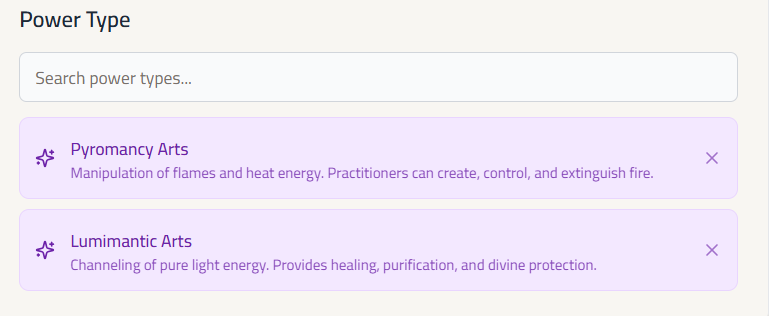 Power Type
Search power types...
Pyromancy Arts
Manipulation of flames and heat energy. Practitioners can create, control, and extinguish fire.
Lumimantic Arts
Channeling of pure light energy. Provides healing, purification, and divine protection.